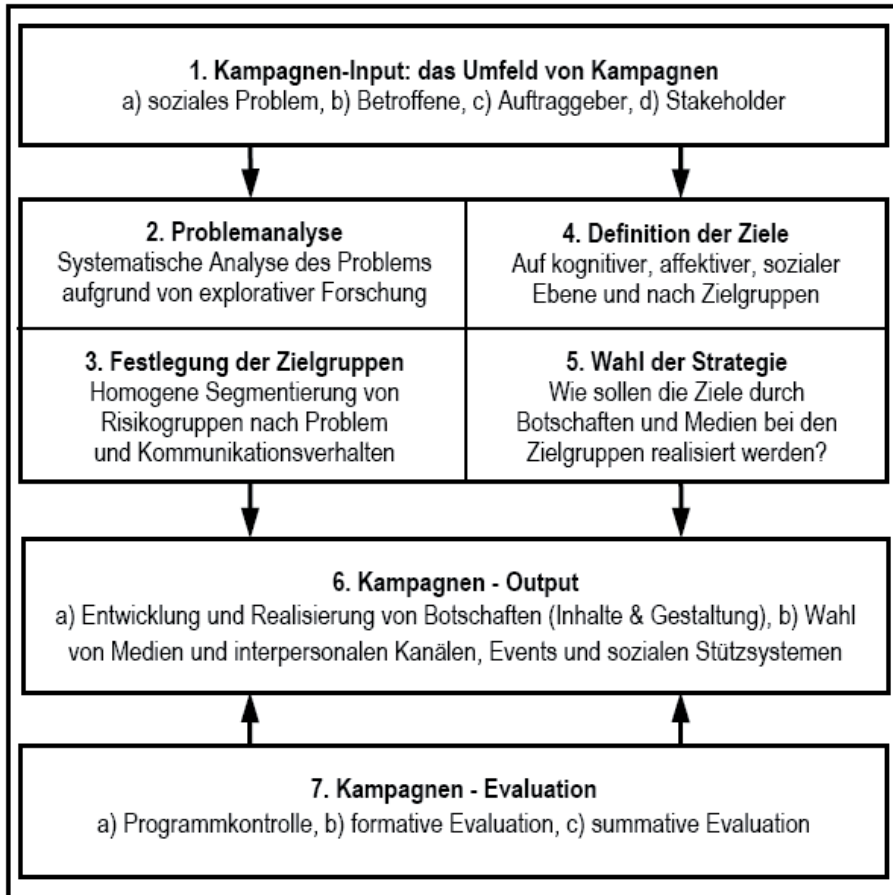 1. Kampagnen-Input: das Umfeld von Kampagnen
a) soziales Problem, b) Betroffene, c) Auftraggeber, d) Stakeholder
2. Problemanalyse
Systematische Analyse des Problems
aufgrund von explorativer Forschung
4. Definition der Ziele
Auf kognitiver, affektiver, sozialer
Ebene und nach Zielgruppen
3. Festlegung der Zielgruppen
Homogene Segmentierung von
Risikogruppen nach Problem
und Kommunikationsverhalten
5. Wahl der Strategie
Wie sollen die Ziele durch
Botschaften und Medien bei den
Zielgruppen realisiert werden?
6. Kampagnen - Output
a) Entwicklung und Realisierung von Botschaften (Inhalte & Gestaltung), b) Wahl
von Medien und interpersonalen Kanälen, Events und sozialen Stützsystemen
7. Kampagnen - Evaluation
a) Programmkontrolle, b) formative Evaluation, c) summative Evaluation